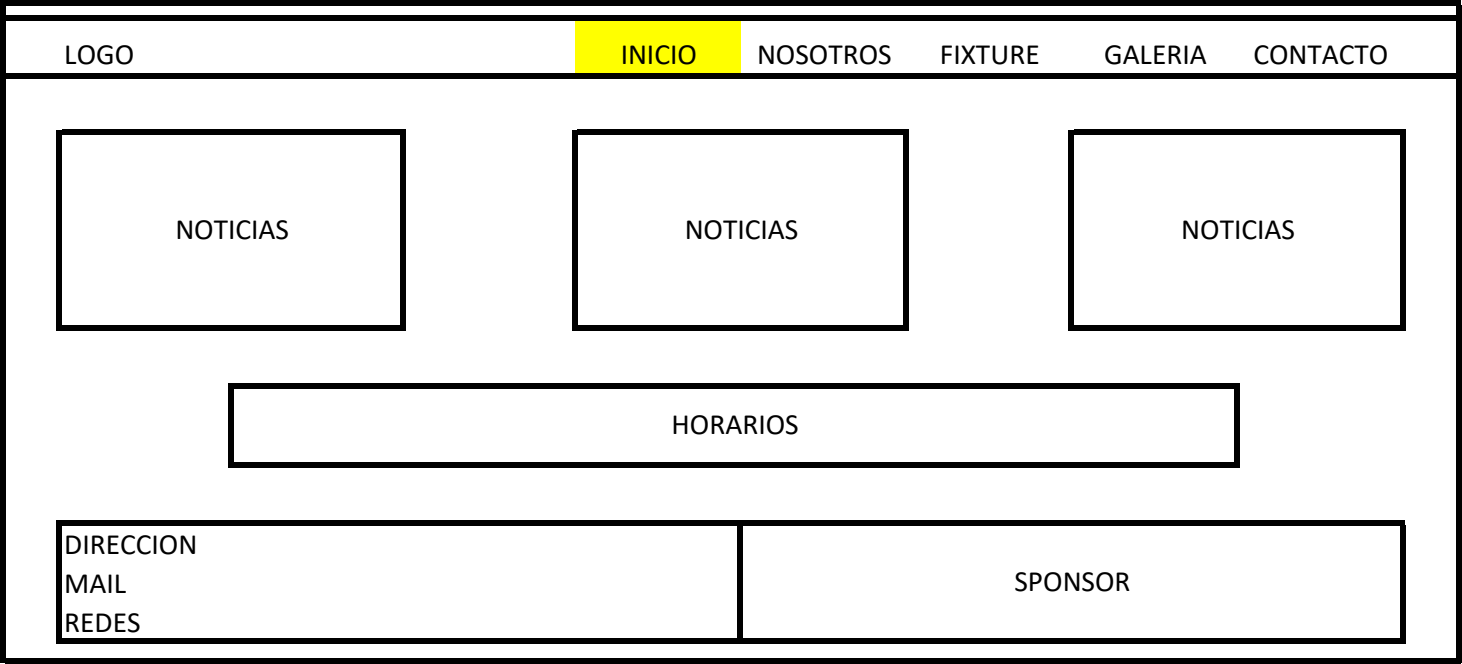 LOGO INICIO NOSOTROS FIXTURE GALERIA CONTACTO
NOTICIAS NOTICIAS NOTICIAS
HORARIOS
DIRECCION
MAIL
REDES
SPONSOR